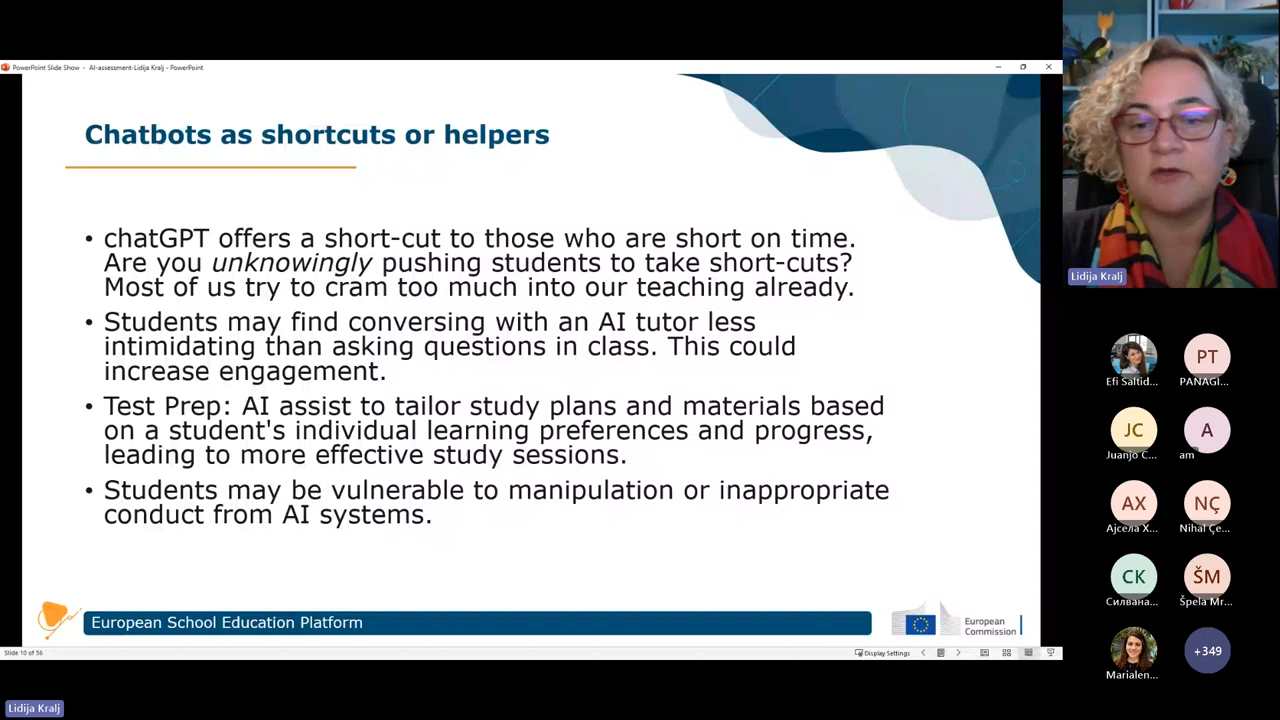 PowerPoint Slide Show - AI-assessment-Lidija Kralj - PowerPoint
Chatbots as shortcuts or helpers
• chatGPT offers a short-cut to those who are short on time.
Are you unknowingly pushing students to take short-cuts?
Most of us try to cram too much into our teaching already.
• Students may find conversing with an AI tutor less
intimidating than asking questions in class. This could
increase engagement.
• Test Prep: AI assist to tailor study plans and materials based
on a student's individual learning preferences and progress,
leading to more effective study sessions.
• Students may be vulnerable to manipulation or inappropriate
conduct from AI systems.
European School Education Platform
European
Commission
Slide 10 of 36
Display Settings
Lidija Kralj
Lidija Kralj
Efi Saltid...
PT
PANAGI...
JC
Juanjo C...
A
am
AX
Ајсела Х...
NÇ
Nihal Çe...
СК
Силвана...
ŠM
Špela Mr...
Marialen...
+349